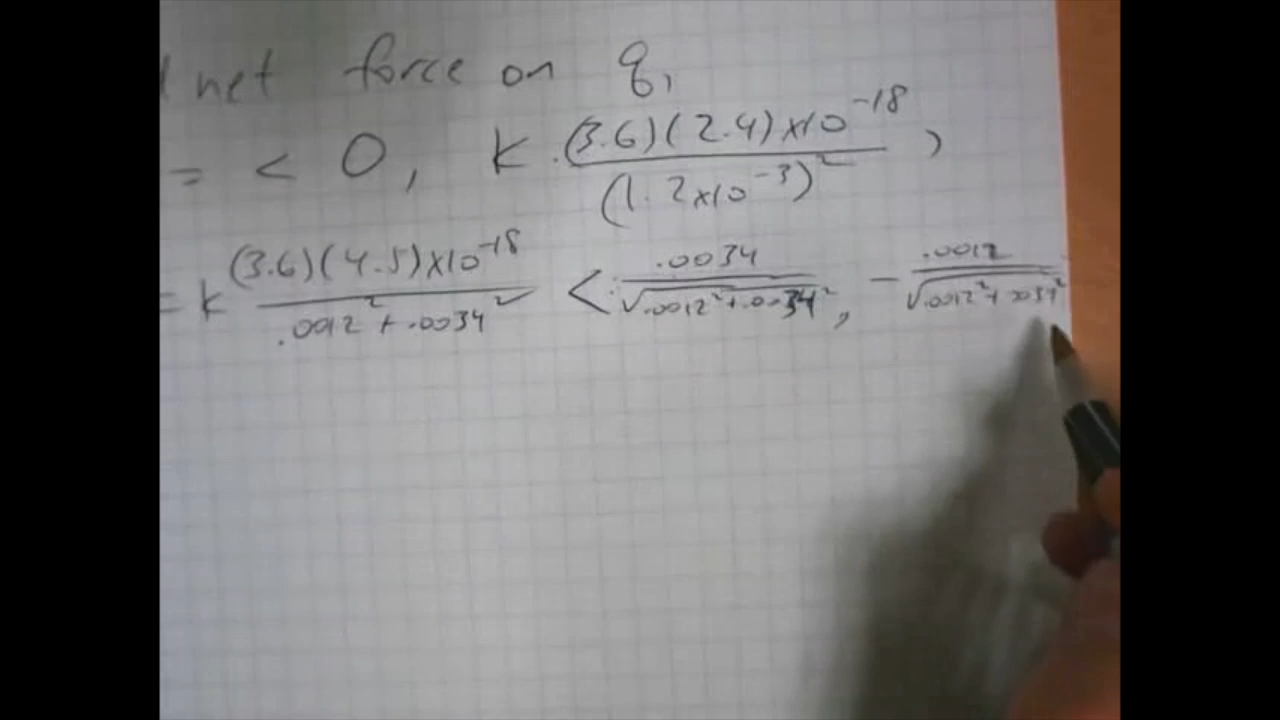 net force on q₁
= < 0, k · (3.6)(2.4)×10⁻¹⁸ / (1.2×10⁻³)² ,
= k (3.6)(4.5)×10⁻¹⁸ / .0012² + .0034² < .0034 / √.0012² + .0034² , - .0012 / √.0012² + .0034²